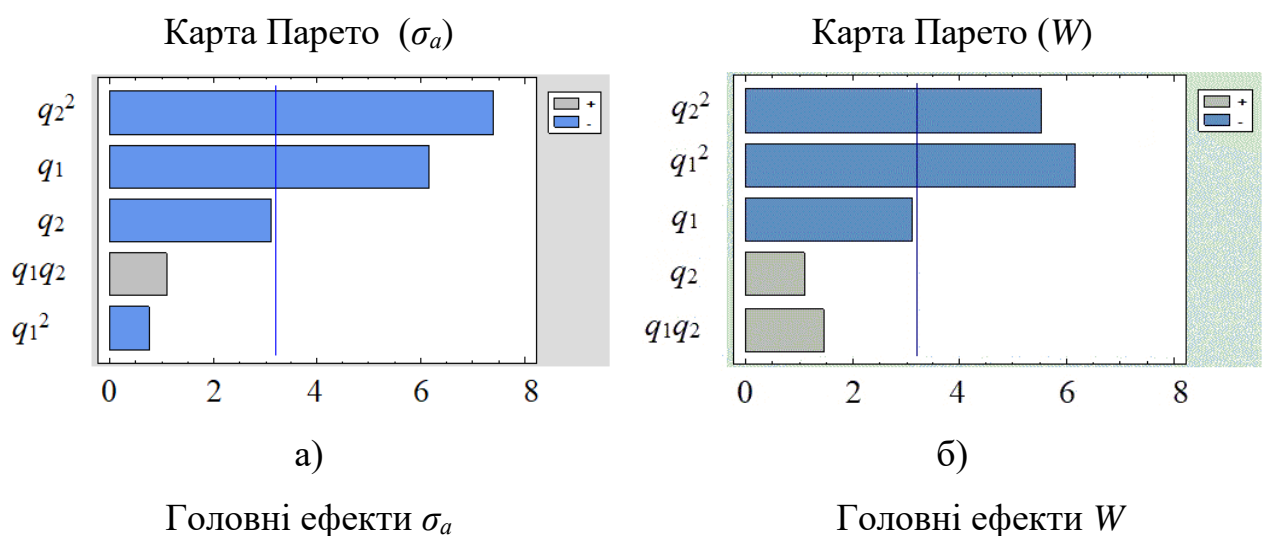 Карта Парето (σₐ)
q₂²
q₁
q₂
q₁q₂
q₁²
+
-
0 2 4 6 8
а)
Головні ефекти σₐ
Карта Парето (W)
q₂²
q₁²
q₁
q₂
q₁q₂
+
-
0 2 4 6 8
б)
Головні ефекти W